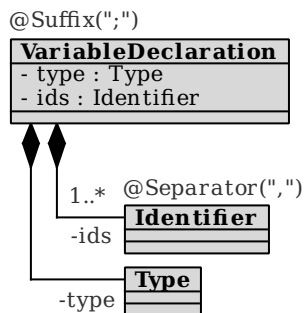 @Suffix(";")
VariableDeclaration
- type : Type
- ids : Identifier
1..* @Separator(",")
Identifier
-ids
Type
-type